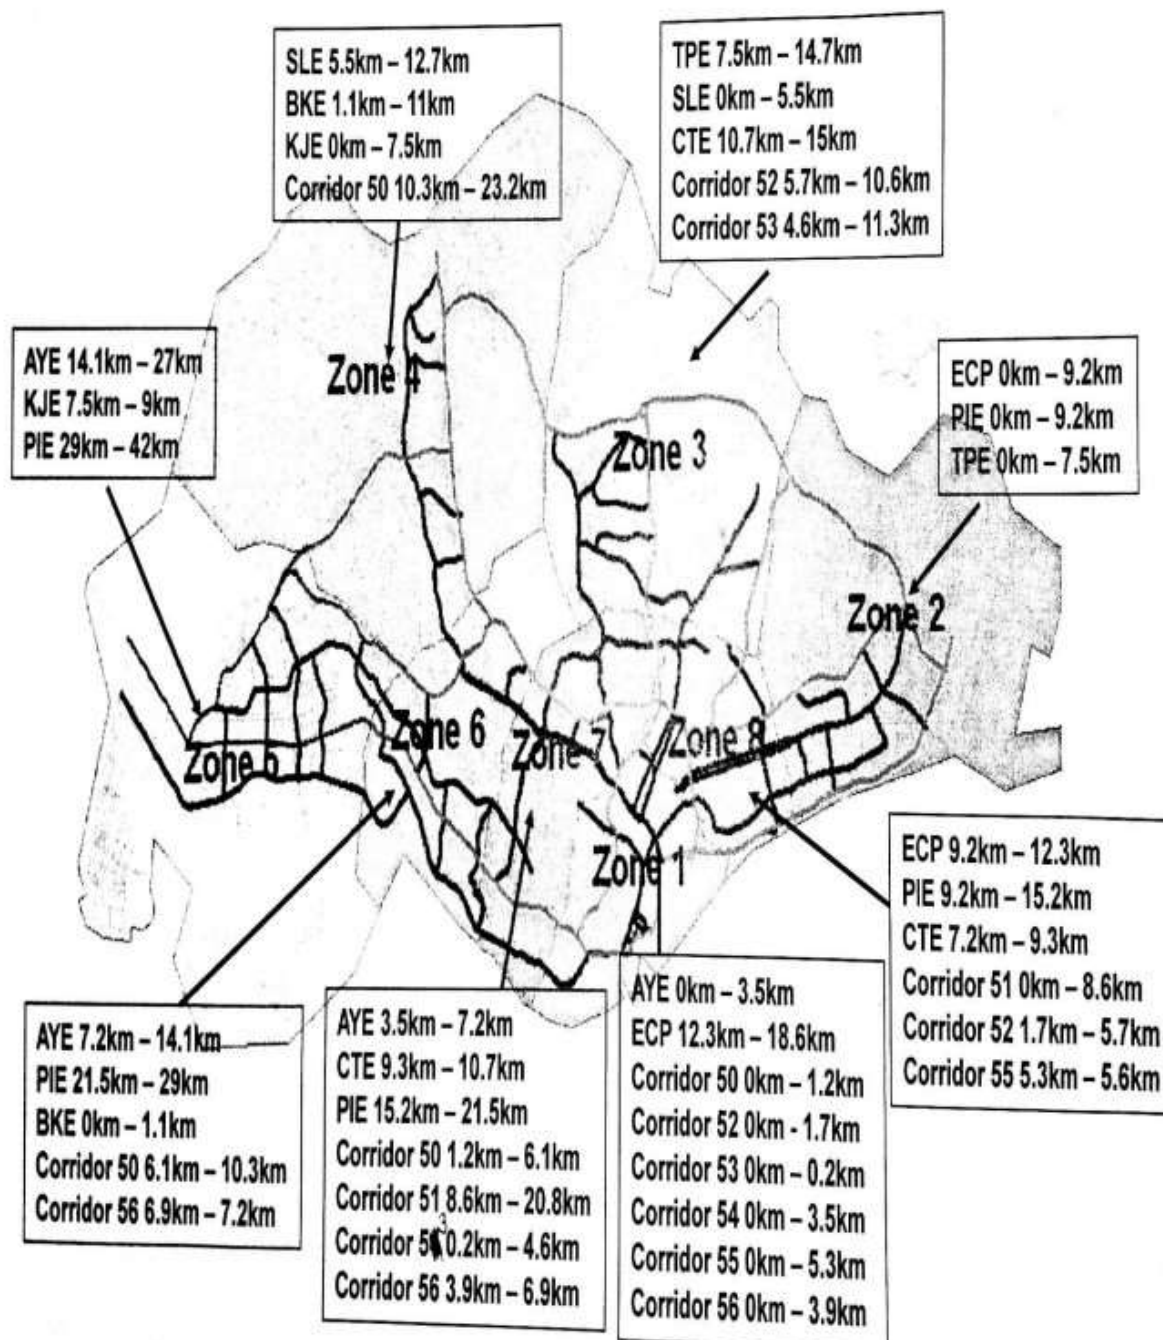 SLE 5.5km – 12.7km
BKE 1.1km – 11km
KJE 0km – 7.5km
Corridor 50 10.3km – 23.2km
TPE 7.5km – 14.7km
SLE 0km – 5.5km
CTE 10.7km – 15km
Corridor 52 5.7km – 10.6km
Corridor 53 4.6km – 11.3km
AYE 14.1km – 27km
KJE 7.5km – 9km
PIE 29km – 42km
ECP 0km – 9.2km
PIE 0km – 9.2km
TPE 0km – 7.5km
Zone 4
Zone 3
Zone 2
Zone 5
Zone 6
Zone 7
Zone 8
Zone 1
ECP 9.2km – 12.3km
PIE 9.2km – 15.2km
CTE 7.2km – 9.3km
Corridor 51 0km – 8.6km
Corridor 52 1.7km – 5.7km
Corridor 55 5.3km – 5.6km
AYE 7.2km – 14.1km
PIE 21.5km – 29km
BKE 0km – 1.1km
Corridor 50 6.1km – 10.3km
Corridor 56 6.9km – 7.2km
AYE 3.5km – 7.2km
CTE 9.3km – 10.7km
PIE 15.2km – 21.5km
Corridor 50 1.2km – 6.1km
Corridor 51 8.6km – 20.8km
Corridor 53 0.2km – 4.6km
Corridor 56 3.9km – 6.9km
AYE 0km – 3.5km
ECP 12.3km – 18.6km
Corridor 50 0km – 1.2km
Corridor 52 0km - 1.7km
Corridor 53 0km – 0.2km
Corridor 54 0km – 3.5km
Corridor 55 0km – 5.3km
Corridor 56 0km – 3.9km